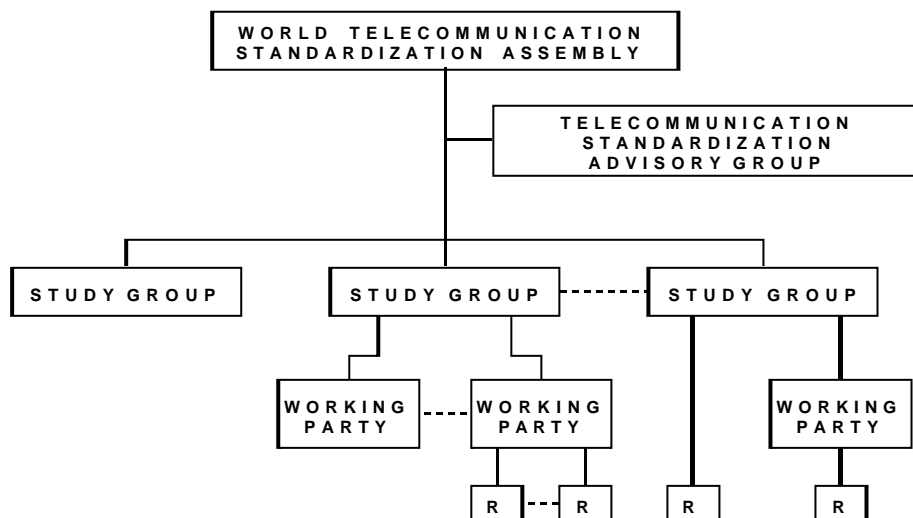 WORLD TELECOMMUNICATION
STANDARDIZATION ASSEMBLY
TELECOMMUNICATION
STANDARDIZATION
ADVISORY GROUP
STUDY GROUP
STUDY GROUP
STUDY GROUP
WORKING
PARTY
WORKING
PARTY
WORKING
PARTY
R
R
R
R